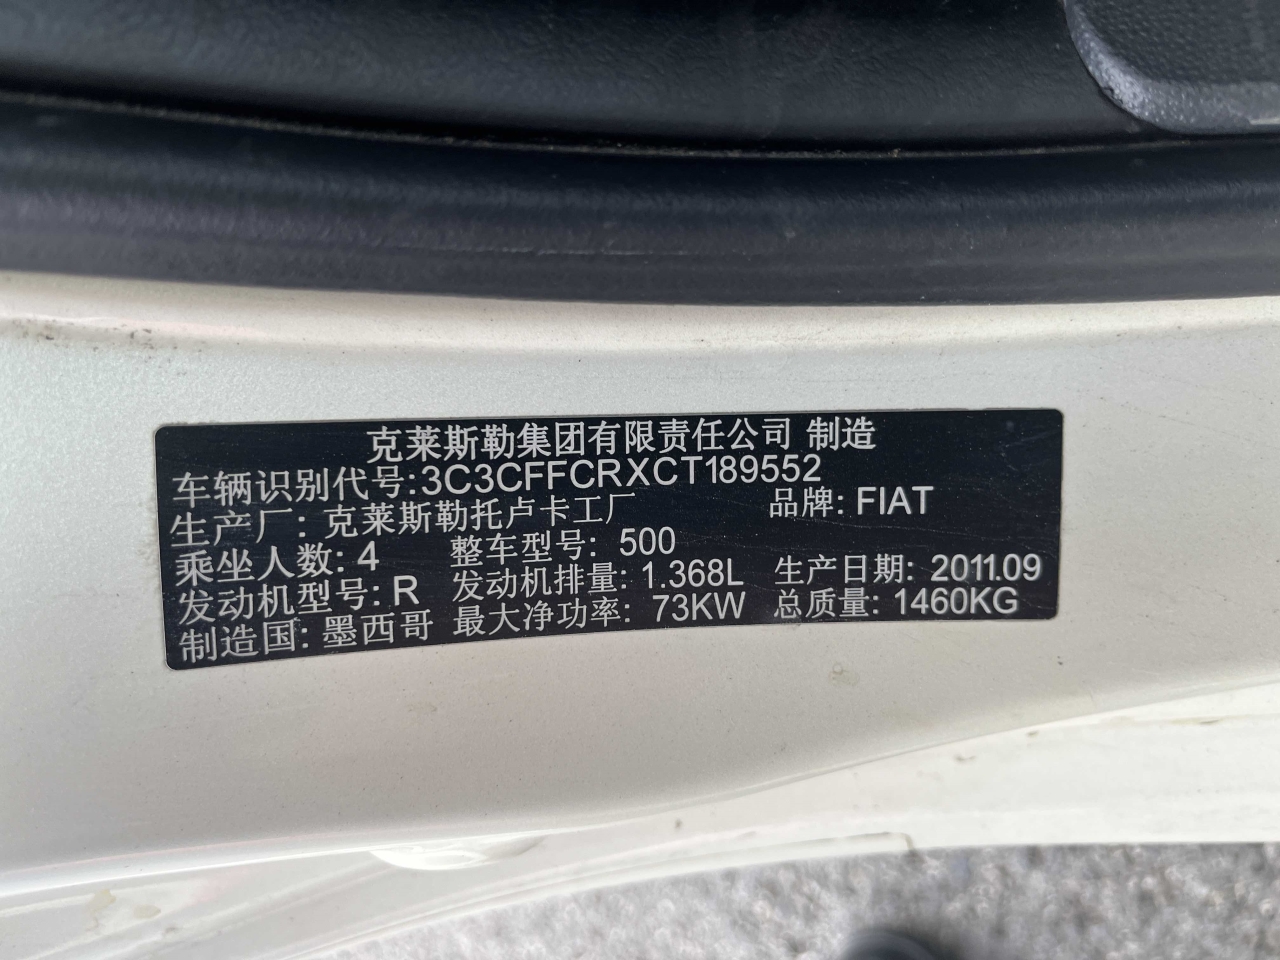 克莱斯勒集团有限责任公司 制造
车辆识别代号:3C3CFFCRXCT189552
生产厂: 克莱斯勒托卢卡工厂 品牌: FIAT
乘坐人数: 4 整车型号: 500
发动机型号: R 发动机排量: 1.368L 生产日期: 2011.09
制造国: 墨西哥 最大净功率: 73KW 总质量: 1460KG